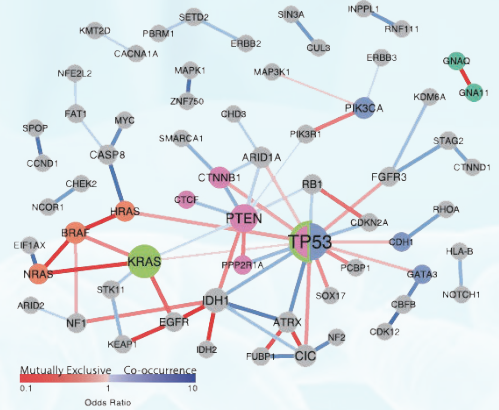 SETD2
SIN3A
INPPL1
KMT2D
PBRM1
RNF111
CACNA1A
ERBB2
CUL3
ERBB3
GNAQ
NFE2L2
MAPK1
MAP3K1
GNA11
ZNF750
PIK3CA
KDM6A
FAT1
MYC
CHD3
SPOP
SMARCA1
PIK3R1
STAG2
CASP8
ARID1A
CCND1
CTNNB1
FGFR3
CTNND1
CHEK2
RB1
CTCF
NCOR1
HRAS
PTEN
CDKN2A
RHOA
BRAF
TP53
CDH1
EIF1AX
HLA-B
KRAS
PPP2R1A
PCBP1
NRAS
GATA3
STK11
SOX17
NOTCH1
ARID2
IDH1
CBFB
NF1
EGFR
ATRX
CDK12
KEAP1
IDH2
NF2
FUBP1
CIC
Mutually Exclusive Co-occurrence
0.1 1 10
Odds Ratio